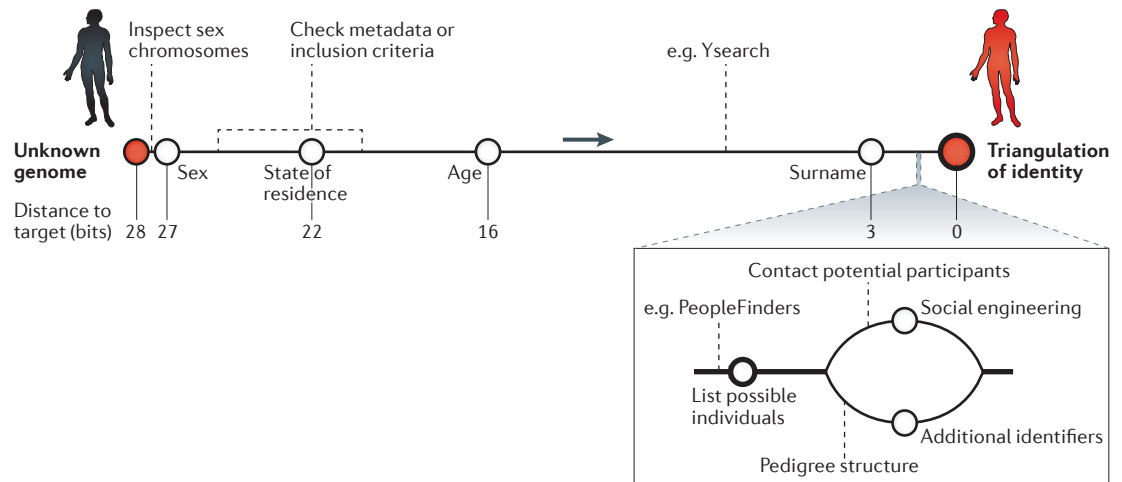 Inspect sex
chromosomes
Check metadata or
inclusion criteria
e.g. Ysearch
Unknown
genome
Sex
State of
residence
Age
Surname
Triangulation
of identity
Distance to
target (bits)
28
27
22
16
3
0
Contact potential participants
e.g. PeopleFinders
Social engineering
List possible
individuals
Additional identifiers
Pedigree structure